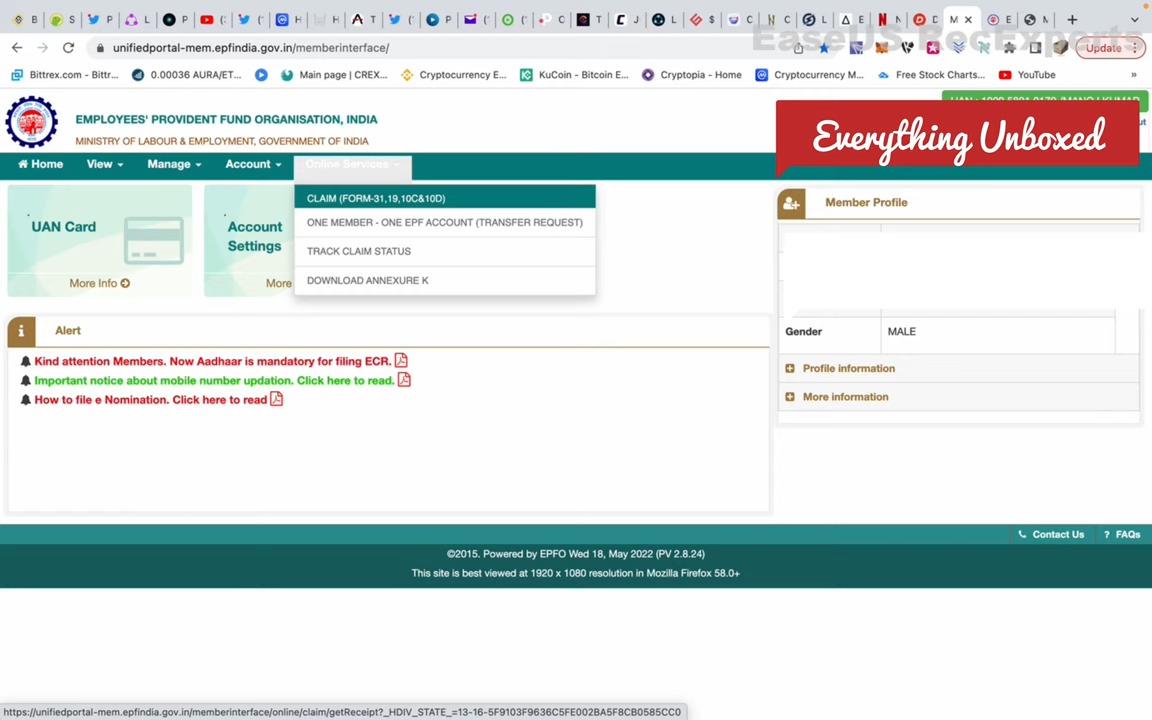 B S P L P ( ( H H A T ( P ( E O T C J L $ C C L E N D M E M
unifiedportal-mem.epfindia.gov.in/memberinterface/
EaseUS RecExperts
Update
Bittrex.com - Bittr... 0.00036 AURA/ET... Main page | CREX... Cryptocurrency E... KuCoin - Bitcoin E... Cryptopia - Home Cryptocurrency M... Free Stock Charts... YouTube »
EMPLOYEES' PROVIDENT FUND ORGANISATION, INDIA
MINISTRY OF LABOUR & EMPLOYMENT, GOVERNMENT OF INDIA
Everything Unboxed
Home View Manage Account Online Services
CLAIM (FORM-31,19,10C&10D)
ONE MEMBER - ONE EPF ACCOUNT (TRANSFER REQUEST)
TRACK CLAIM STATUS
DOWNLOAD ANNEXURE K
UAN Card
More Info
Account
Settings
More
Member Profile
Gender MALE
Profile information
More information
Alert
Kind attention Members. Now Aadhaar is mandatory for filing ECR.
Important notice about mobile number updation. Click here to read.
How to file e Nomination. Click here to read
Contact Us ? FAQs
©2015. Powered by EPFO Wed 18, May 2022 (PV 2.8.24)
This site is best viewed at 1920 x 1080 resolution in Mozilla Firefox 58.0+
https://unifiedportal-mem.epfindia.gov.in/memberinterface/online/claim/getReceipt?_HDIV_STATE_=13-16-5F9103F9636C5FE002BA5F8CB0585CC0